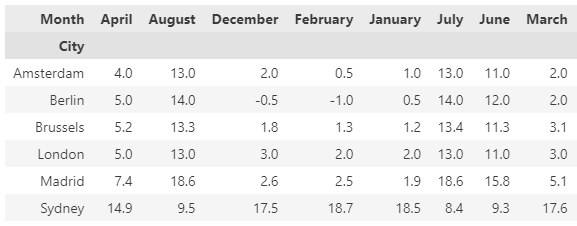 Month April August December February January July June March
City
Amsterdam 4.0 13.0 2.0 0.5 1.0 13.0 11.0 2.0
Berlin 5.0 14.0 -0.5 -1.0 0.5 14.0 12.0 2.0
Brussels 5.2 13.3 1.8 1.3 1.2 13.4 11.3 3.1
London 5.0 13.0 3.0 2.0 2.0 13.0 11.0 3.0
Madrid 7.4 18.6 2.6 2.5 1.9 18.6 15.8 5.1
Sydney 14.9 9.5 17.5 18.7 18.5 8.4 9.3 17.6